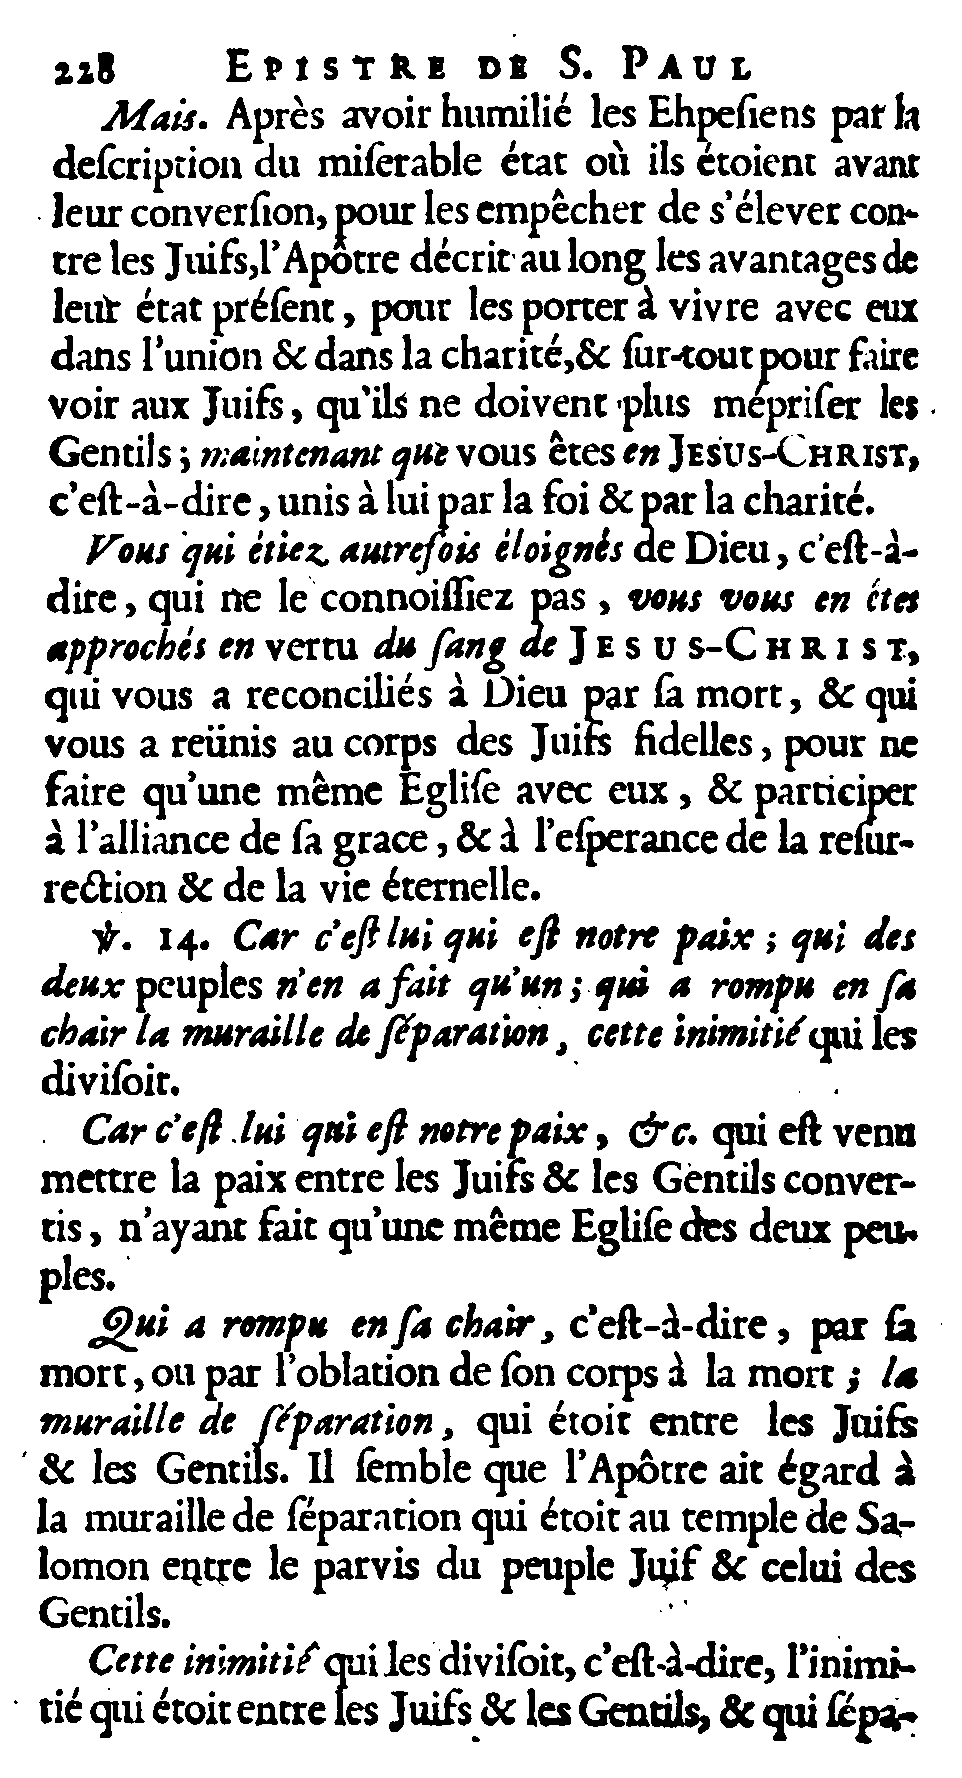 228 EPISTRE DE S. PAUL
Mais. Après avoir humilié les Ehpeſiens par la
deſcription du miſerable état où ils étoient avant
leur converſion, pour les empêcher de s'élever con-
tre les Juifs, l'Apôtre décrit au long les avantages de
leur état préſent, pour les porter à vivre avec eux
dans l'union & dans la charité, & ſur-tout pour faire
voir aux Juifs, qu'ils ne doivent plus mépriſer les
Gentils; maintenant que vous êtes en JESUS-CHRIST,
c'eſt-à-dire, unis à lui par la foi & par la charité.
Vous qui étiez autrefois éloignés de Dieu, c'eſt-à-
dire, qui ne le connoiſſiez pas, vous vous en êtes
approchés en vertu du ſang de JESUS-CHRIST,
qui vous a reconciliés à Dieu par ſa mort, & qui
vous a reünis au corps des Juifs fidelles, pour ne
faire qu'une même Egliſe avec eux, & participer
à l'alliance de ſa grace, & à l'eſperance de la reſur-
rection & de la vie éternelle.
℣. 14. Car c'eſt lui qui eſt notre paix; qui des
deux peuples n'en a fait qu'un; qui a rompu en ſa
chair la muraille de ſéparation, cette inimitié qui les
diviſoit.
Car c'eſt lui qui eſt notre paix, &c. qui eſt venu
mettre la paix entre les Juifs & les Gentils conver-
tis, n'ayant fait qu'une même Egliſe des deux peu-
ples.
Qui a rompu en ſa chair, c'eſt-à-dire, par ſa
mort, ou par l'oblation de ſon corps à la mort; la
muraille de ſéparation, qui étoit entre les Juifs
& les Gentils. Il ſemble que l'Apôtre ait égard à
la muraille de ſéparation qui étoit au temple de Sa-
lomon entre le parvis du peuple Juif & celui des
Gentils.
Cette inimitié qui les diviſoit, c'eſt-à-dire, l'inimi-
tié qui étoit entre les Juifs & les Gentils, & qui ſépa-